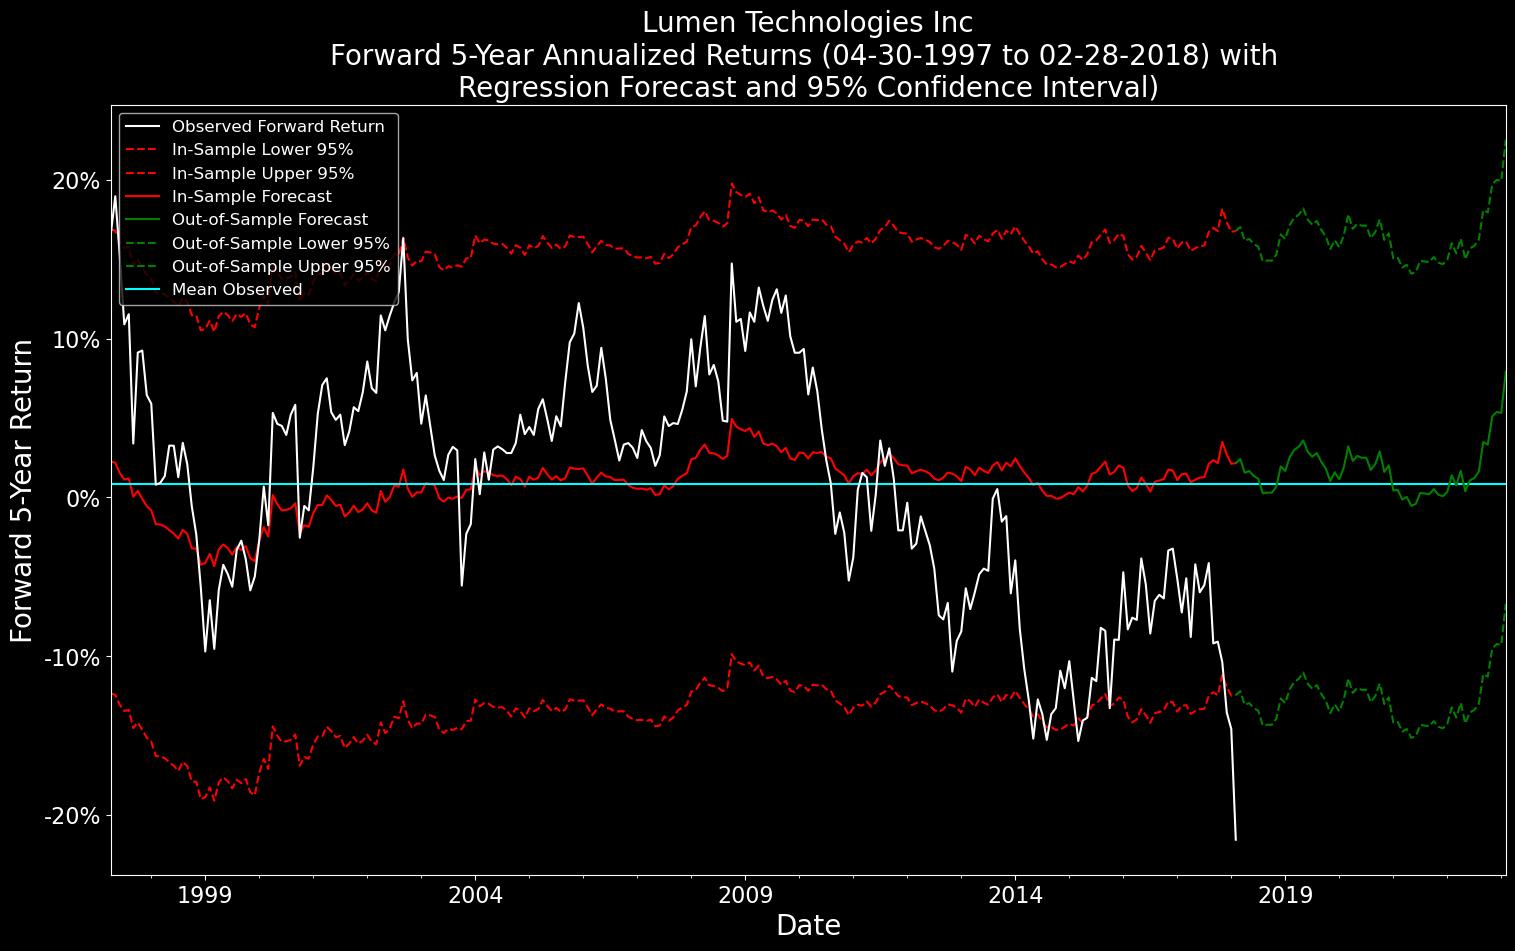 Lumen Technologies Inc
Forward 5-Year Annualized Returns (04-30-1997 to 02-28-2018) with
Regression Forecast and 95% Confidence Interval)
Observed Forward Return
In-Sample Lower 95%
In-Sample Upper 95%
In-Sample Forecast
Out-of-Sample Forecast
Out-of-Sample Lower 95%
Out-of-Sample Upper 95%
Mean Observed
20%
10%
0%
-10%
-20%
Forward 5-Year Return
1999 2004 2009 2014 2019
Date